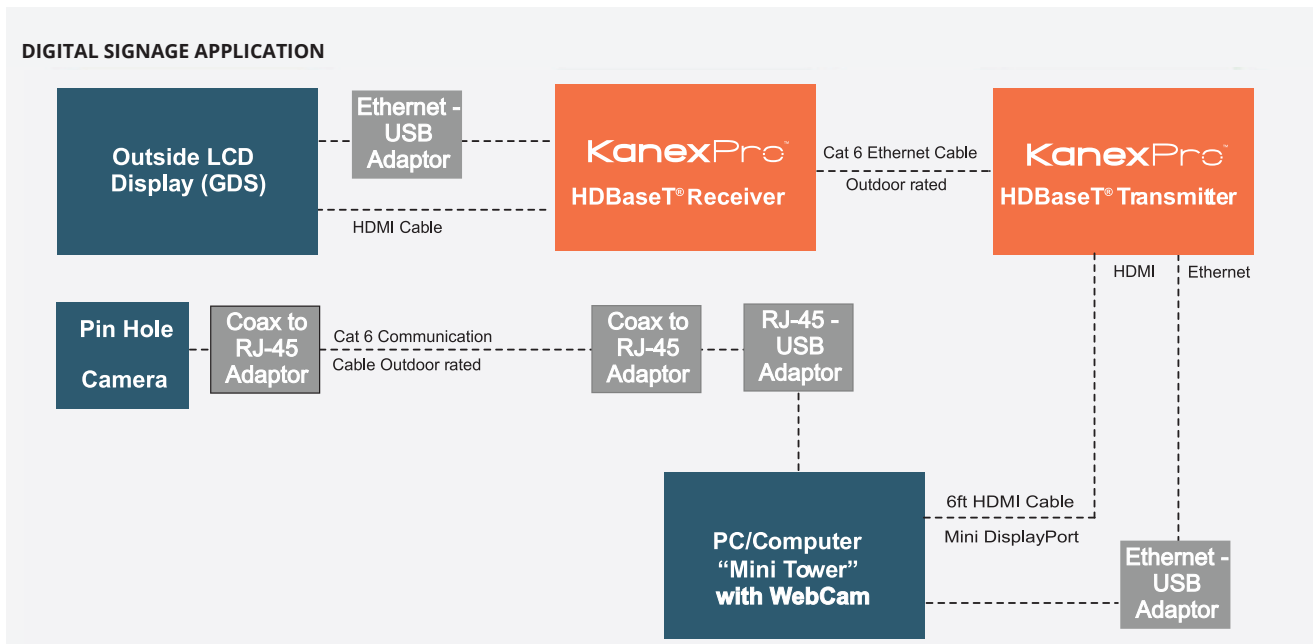 DIGITAL SIGNAGE APPLICATION
Outside LCD
Display (GDS)
Ethernet -
USB
Adaptor
HDMI Cable
KanexPro™
HDBaseT® Receiver
Cat 6 Ethernet Cable
Outdoor rated
KanexPro™
HDBaseT® Transmitter
HDMI
Ethernet
Pin Hole
Camera
Coax to
RJ-45
Adaptor
Cat 6 Communication
Cable Outdoor rated
Coax to
RJ-45
Adaptor
RJ-45 -
USB
Adaptor
PC/Computer
“Mini Tower”
with WebCam
6ft HDMI Cable
Mini DisplayPort
Ethernet -
USB
Adaptor